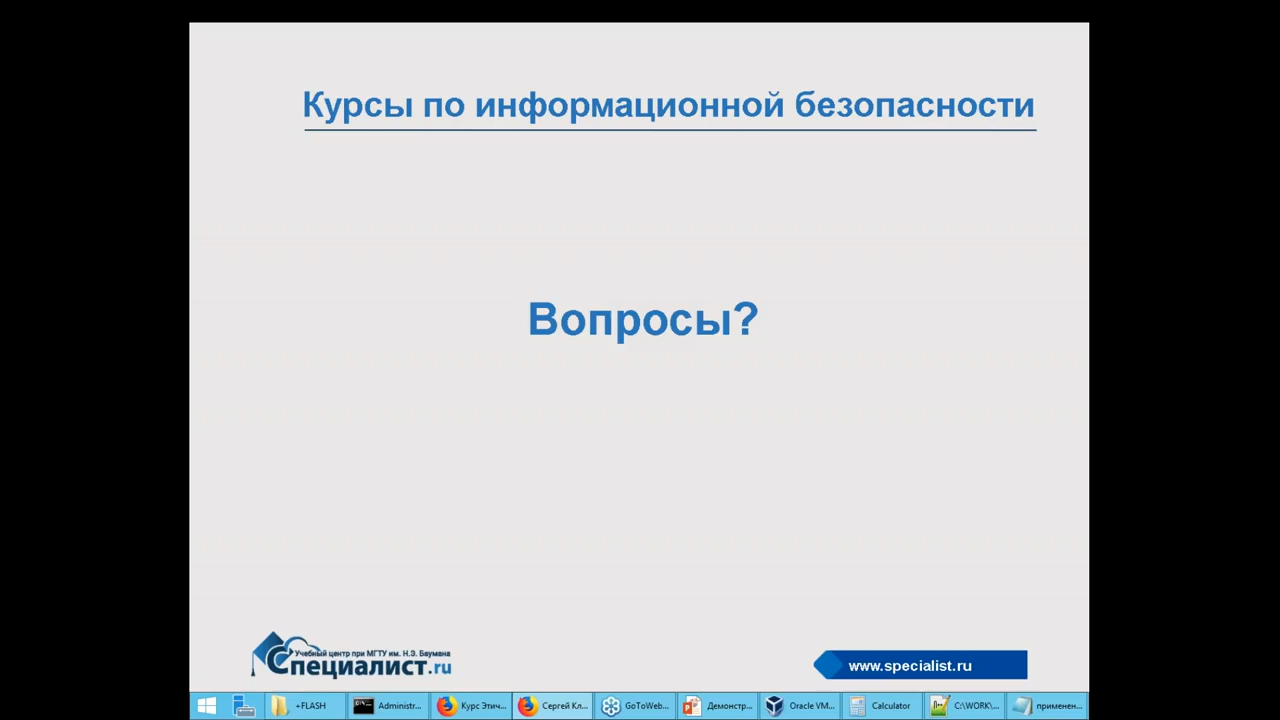 Курсы по информационной безопасности
Вопросы?
Учебный центр при МГТУ им. Н.Э. Баумана
Специалист.ru
www.specialist.ru
+FLASH
Administr...
Курс Этич...
Сергей Кл...
GoToWeb...
Демонстр...
Oracle VM...
Calculator
C:\WORK\...
применен...